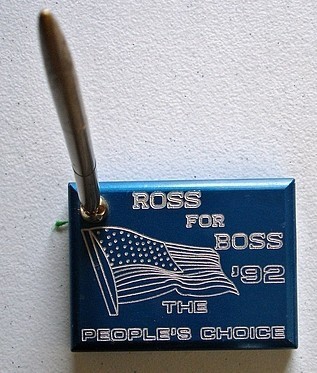 ROSS
FOR
BOSS
'92
THE
PEOPLE'S CHOICE